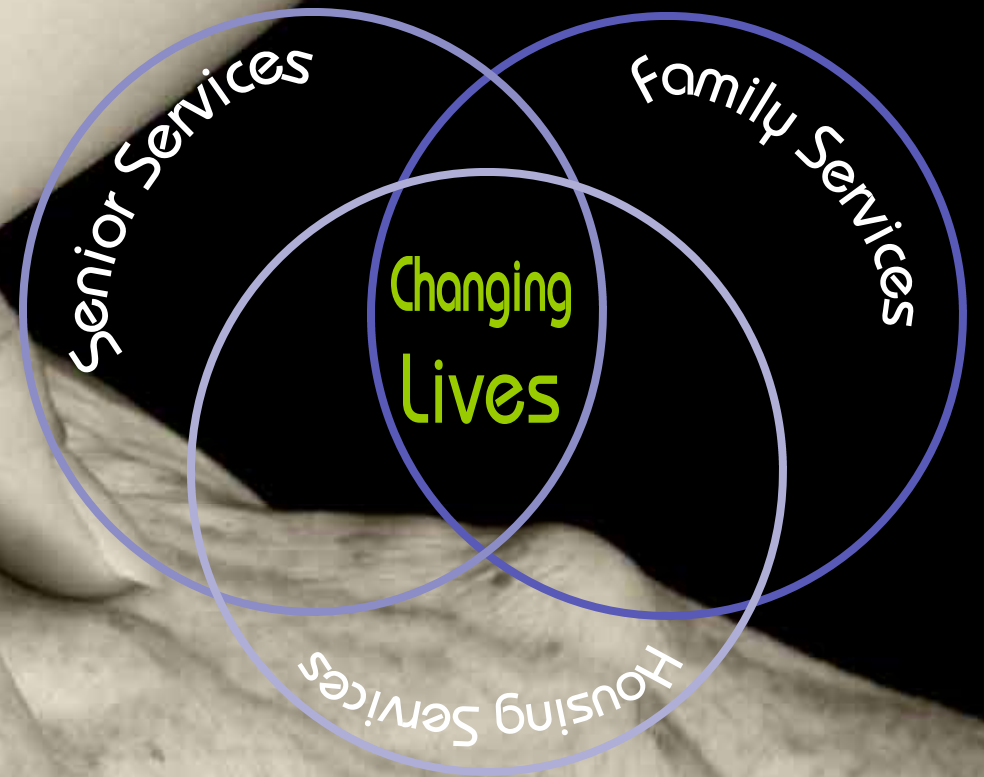 Senior Services
Family Services
Changing
Lives
Housing Services